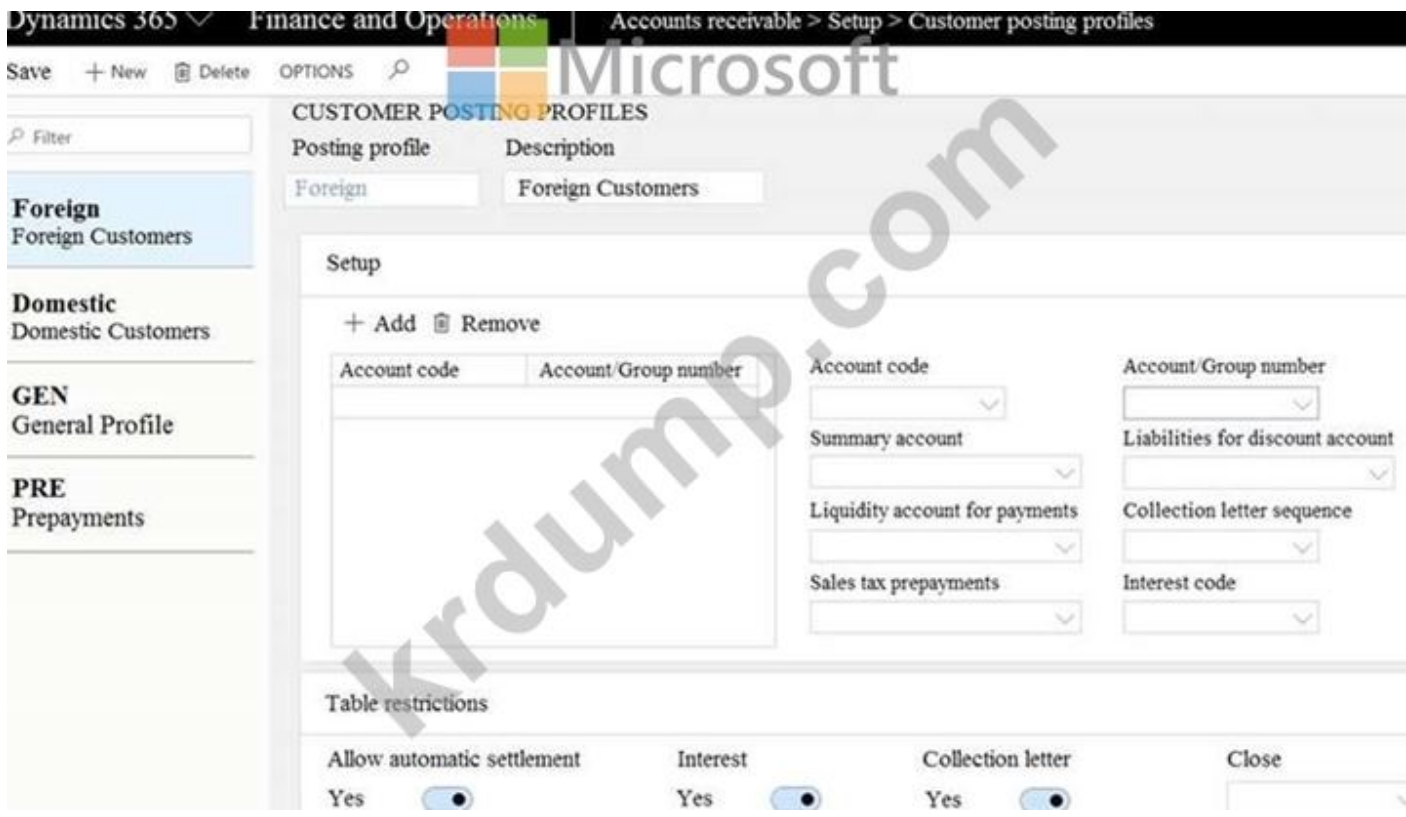 Dynamics 365 Finance and Operations Accounts receivable > Setup > Customer posting profiles
Microsoft
Save + New Delete OPTIONS
CUSTOMER POSTING PROFILES
Filter
Posting profile Description
Foreign Foreign Customers
Foreign
Foreign Customers
Domestic
Domestic Customers
GEN
General Profile
PRE
Prepayments
Setup
+ Add Remove
Account code Account/Group number
Account code Account/Group number
Summary account Liabilities for discount account
Liquidity account for payments Collection letter sequence
Sales tax prepayments Interest code
Table restrictions
Allow automatic settlement Interest Collection letter Close
Yes Yes Yes
krdump.com